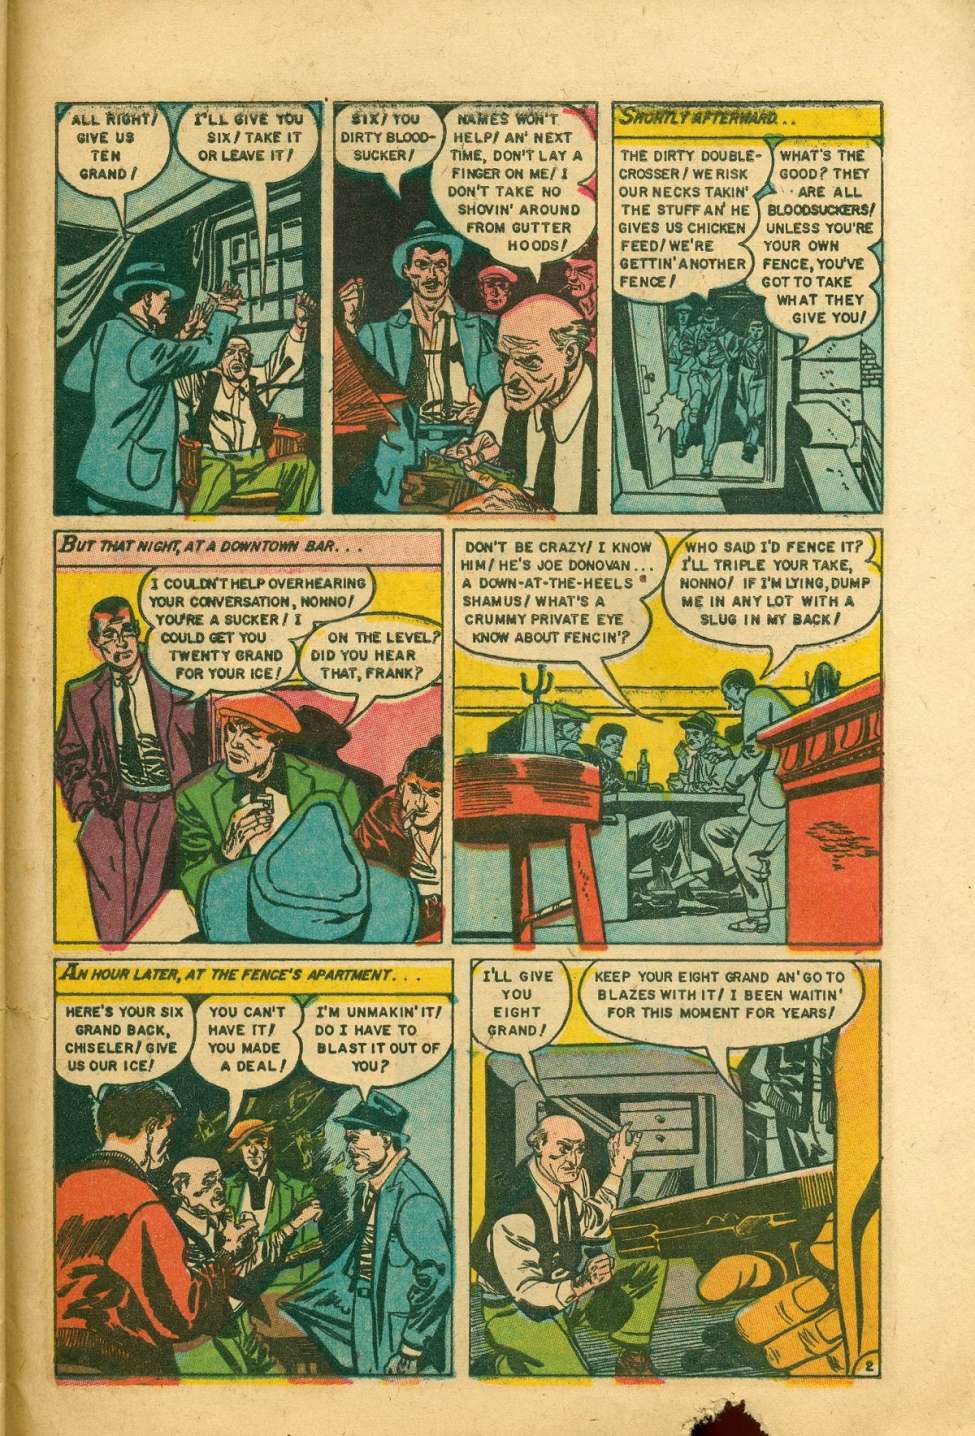 ALL RIGHT!
GIVE US
TEN
GRAND!
I'LL GIVE YOU
SIX! TAKE IT
OR LEAVE IT!
SIX! YOU
DIRTY BLOOD-
SUCKER!
NAMES WON'T
HELP! AN' NEXT
TIME, DON'T LAY A
FINGER ON ME! I
DON'T TAKE NO
SHOVIN' AROUND
FROM GUTTER
HOODS!
SHORTLY AFTERWARD...
THE DIRTY DOUBLE-
CROSSER! WE RISK
OUR NECKS TAKIN'
THE STUFF AN' HE
GIVES US CHICKEN
FEED! WE'RE
GETTIN' ANOTHER
FENCE!
WHAT'S THE
GOOD? THEY
ARE ALL
BLOODSUCKERS!
UNLESS YOU'RE
YOUR OWN
FENCE, YOU'VE
GOT TO TAKE
WHAT THEY
GIVE YOU!
BUT THAT NIGHT, AT A DOWNTOWN BAR...
I COULDN'T HELP OVERHEARING
YOUR CONVERSATION, NONNO!
YOU'RE A SUCKER! I
COULD GET YOU
TWENTY GRAND
FOR YOUR ICE!
ON THE LEVEL?
DID YOU HEAR
THAT, FRANK?
DON'T BE CRAZY! I KNOW
HIM! HE'S JOE DONOVAN...
A DOWN-AT-THE-HEELS
SHAMUS! WHAT'S A
CRUMMY PRIVATE EYE
KNOW ABOUT FENCIN'?
WHO SAID I'D FENCE IT?
I'LL TRIPLE YOUR TAKE,
NONNO! IF I'M LYING, DUMP
ME IN ANY LOT WITH A
SLUG IN MY BACK!
AN HOUR LATER, AT THE FENCE'S APARTMENT...
HERE'S YOUR SIX
GRAND BACK,
CHISELER! GIVE
US OUR ICE!
YOU CAN'T
HAVE IT!
YOU MADE
A DEAL!
I'M UNMAKIN' IT!
DO I HAVE TO
BLAST IT OUT OF
YOU?
I'LL GIVE
YOU
EIGHT
GRAND!
KEEP YOUR EIGHT GRAND AN' GO TO
BLAZES WITH IT! I BEEN WAITIN'
FOR THIS MOMENT FOR YEARS!
2